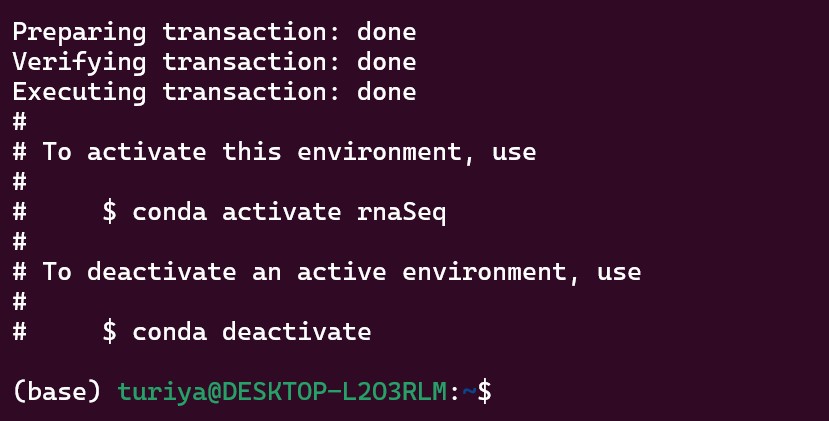 Preparing transaction: done
Verifying transaction: done
Executing transaction: done
#
# To activate this environment, use
#
#     $ conda activate rnaSeq
#
# To deactivate an active environment, use
#
#     $ conda deactivate

(base) turiya@DESKTOP-L2O3RLM:~$